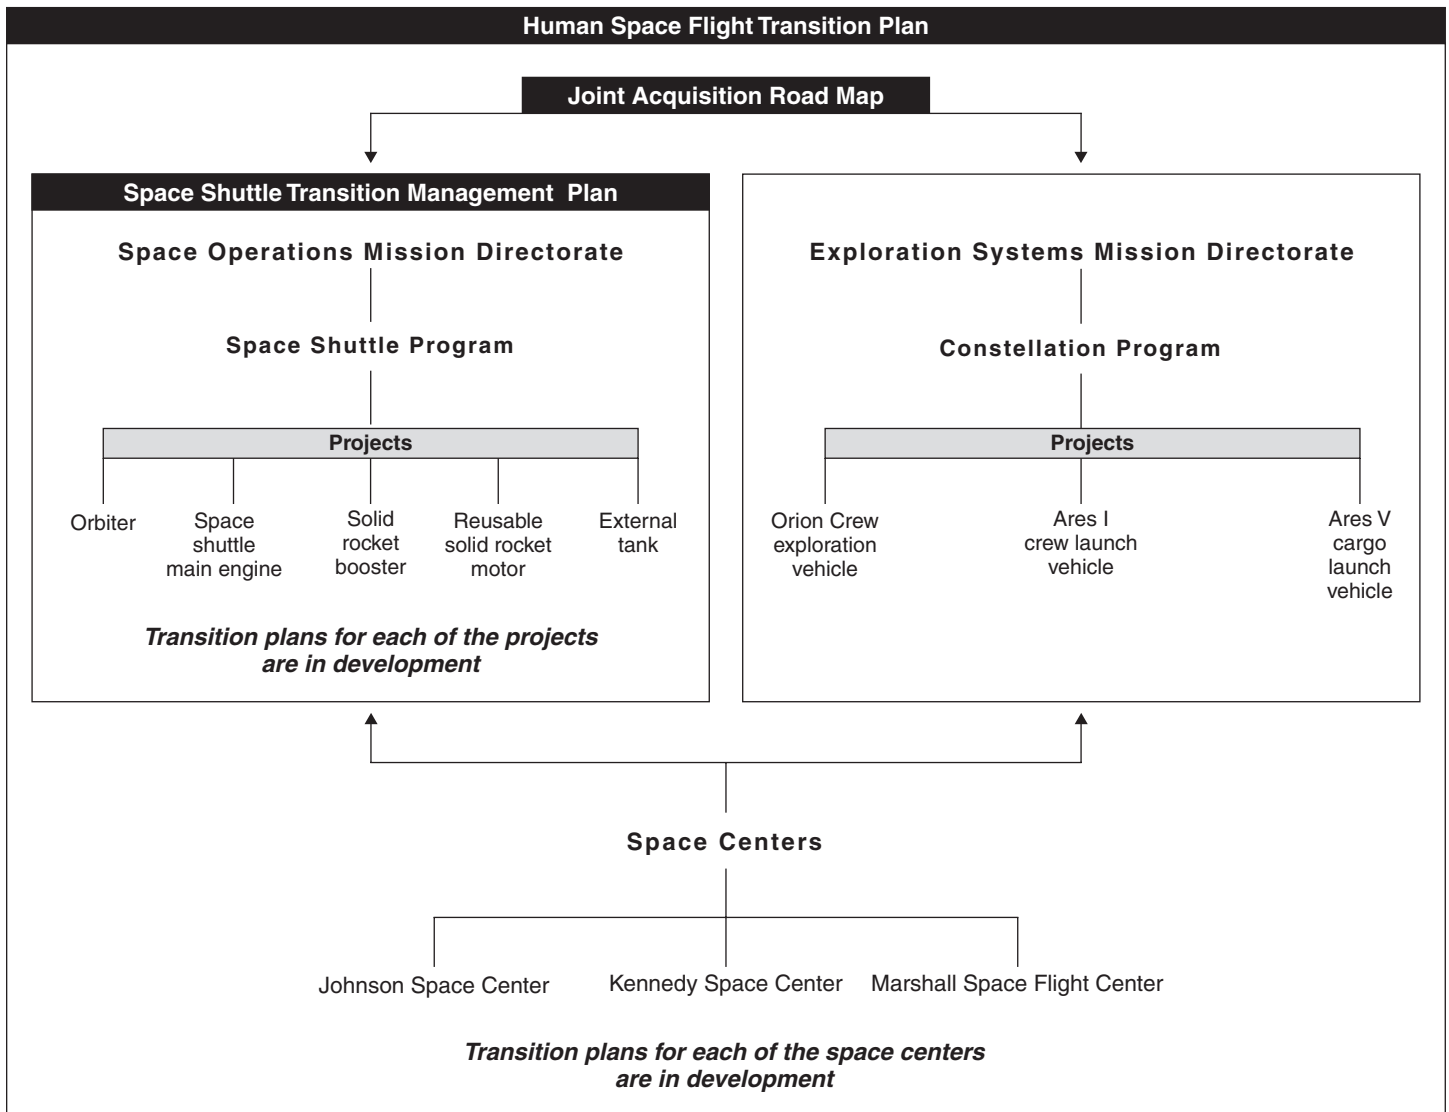 Human Space Flight Transition Plan
Joint Acquisition Road Map
Space Shuttle Transition Management Plan
Space Operations Mission Directorate
Space Shuttle Program
Projects
Orbiter
Space
shuttle
main engine
Solid
rocket
booster
Reusable
solid rocket
motor
External
tank
Transition plans for each of the projects
are in development
Exploration Systems Mission Directorate
Constellation Program
Projects
Orion Crew
exploration
vehicle
Ares I
crew launch
vehicle
Ares V
cargo
launch
vehicle
Space Centers
Johnson Space Center
Kennedy Space Center
Marshall Space Flight Center
Transition plans for each of the space centers
are in development